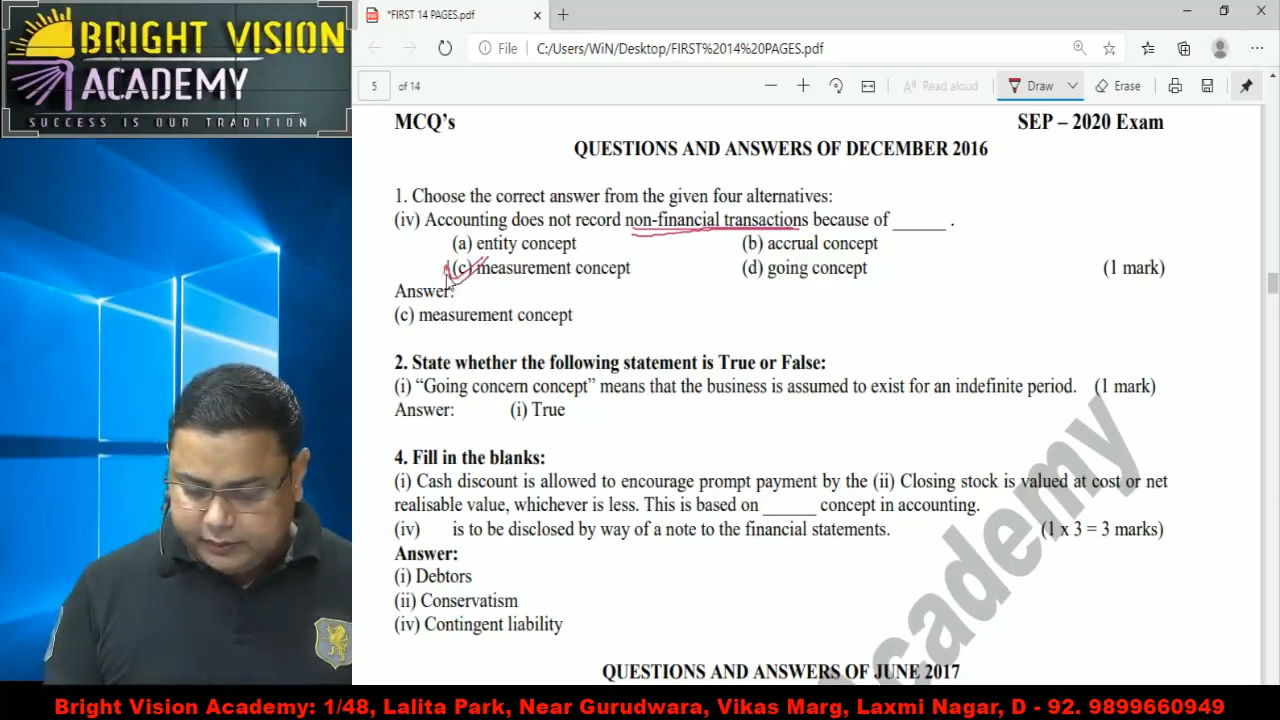 BRIGHT VISION
ACADEMY
SUCCESS IS OUR TRADITION
*FIRST 14 PAGES.pdf
File C:/Users/WiN/Desktop/FIRST%2014%20PAGES.pdf
5 of 14
Read aloud
Draw
Erase
MCQ's SEP – 2020 Exam
QUESTIONS AND ANSWERS OF DECEMBER 2016
1. Choose the correct answer from the given four alternatives:
(iv) Accounting does not record non-financial transactions because of ______ .
(a) entity concept (b) accrual concept
(c) measurement concept (d) going concept (1 mark)
Answer:
(c) measurement concept
2. State whether the following statement is True or False:
(i) “Going concern concept” means that the business is assumed to exist for an indefinite period. (1 mark)
Answer: (i) True
4. Fill in the blanks:
(i) Cash discount is allowed to encourage prompt payment by the (ii) Closing stock is valued at cost or net
realisable value, whichever is less. This is based on ______ concept in accounting.
(iv) is to be disclosed by way of a note to the financial statements. (1 x 3 = 3 marks)
Answer:
(i) Debtors
(ii) Conservatism
(iv) Contingent liability
QUESTIONS AND ANSWERS OF JUNE 2017
cademy
Bright Vision Academy: 1/48, Lalita Park, Near Gurudwara, Vikas Marg, Laxmi Nagar, D - 92. 9899660949